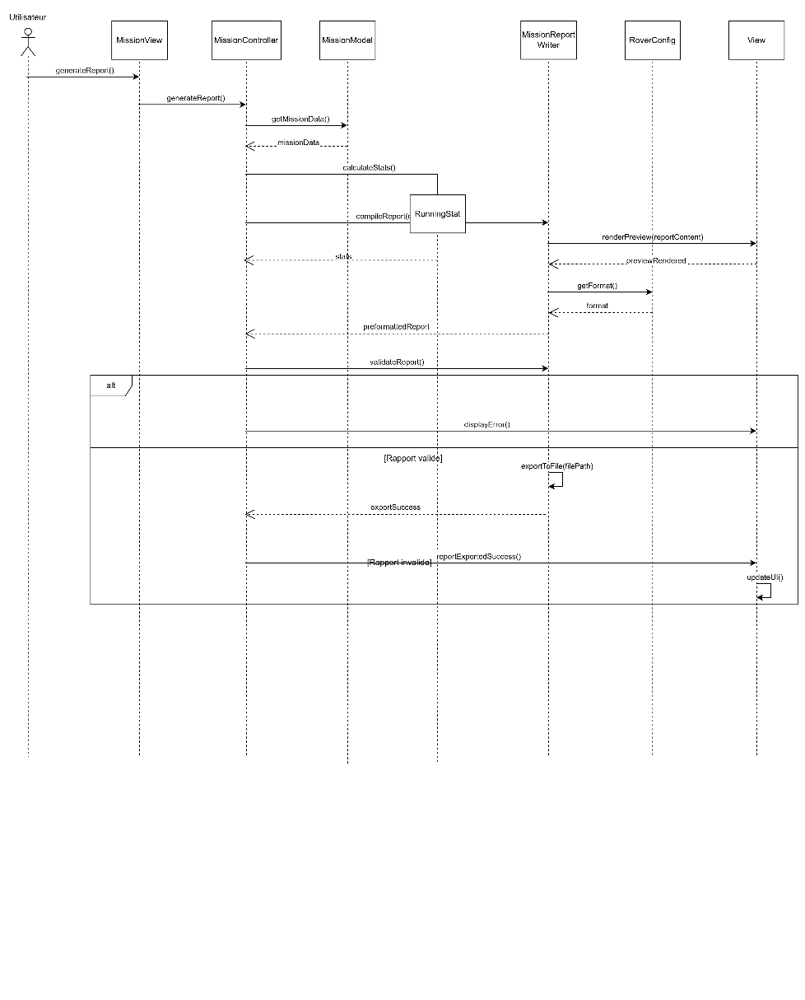 Utilisateur
MissionView
MissionController
MissionModel
MissionReport
Writer
RoverConfig
View
generateReport()
generateReport()
getMissionData()
missionData
calculateStats()
RunningStat
compileReport(
renderPreview(reportContent)
stats
previewRendered
getFormat()
format
preformattedReport
validateReport()
alt
displayError()
[Rapport valide]
exportToFile(filePath)
exportSuccess
reportExportedSuccess()
[Rapport invalide]
updateUI()